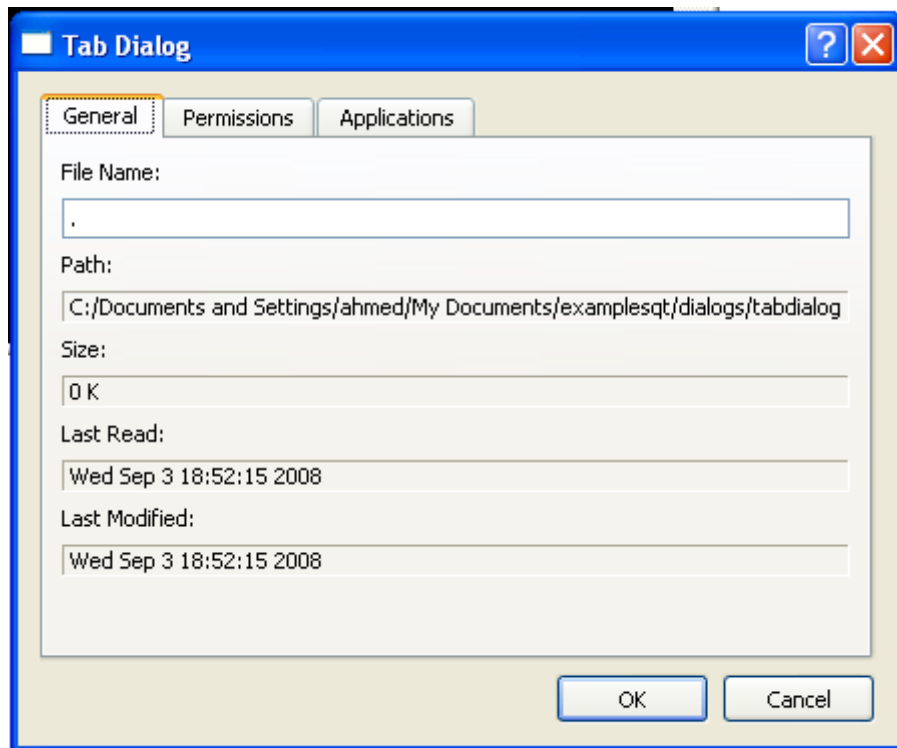 Tab Dialog
General Permissions Applications
File Name:
.
Path:
C:/Documents and Settings/ahmed/My Documents/examplesqt/dialogs/tabdialog
Size:
0 K
Last Read:
Wed Sep 3 18:52:15 2008
Last Modified:
Wed Sep 3 18:52:15 2008
OK Cancel